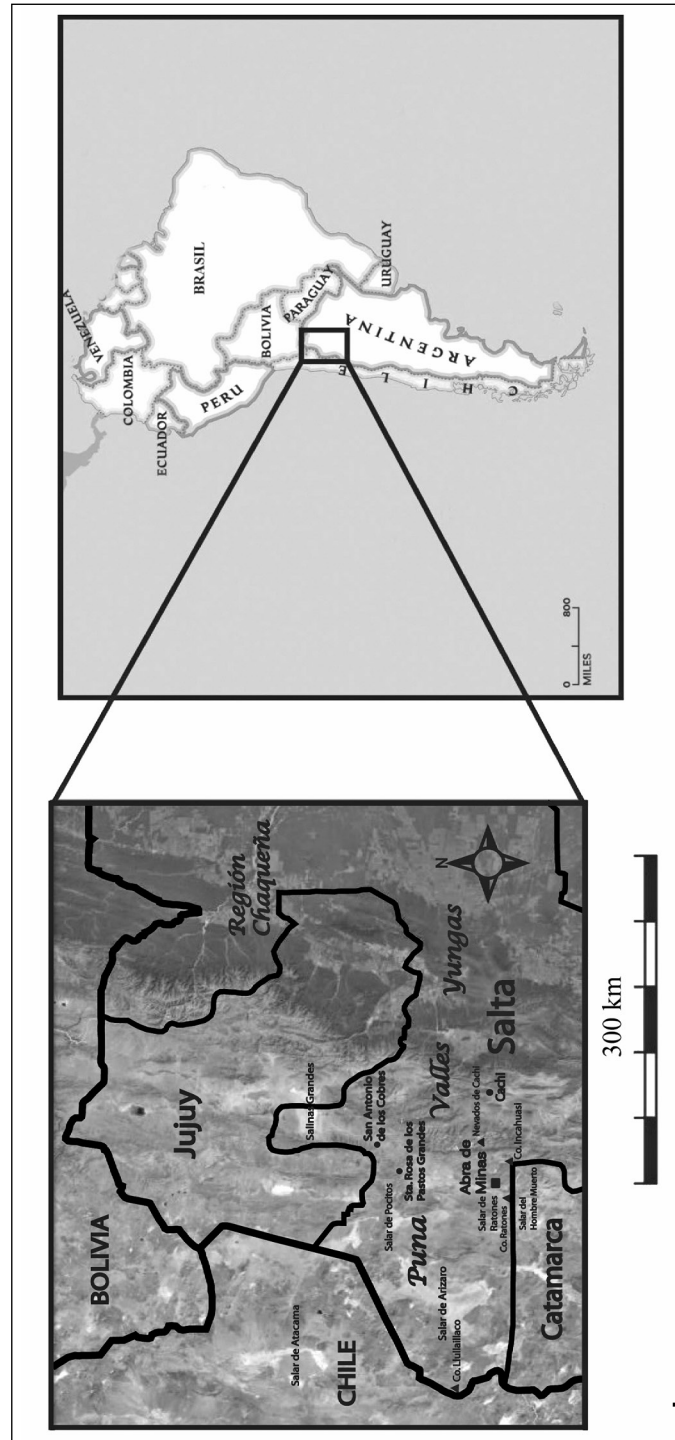 BOLIVIA
Jujuy
Región
Chaqueña
Salar de Atacama
CHILE
Salinas Grandes
San Antonio
de los Cobres
Salar de Pocitos
Sta. Rosa de los
Pastos Grandes
Puna
Valles
Yungas
N
Salar de Arizaro
Co. Llullaillaco
Abra de
Minas
Nevados de Cachi
Cachi
Salta
Salar de
Ratones
Co. Ratones
Co. Incahuasi
Salar del
Hombre Muerto
Catamarca
300 km
VENEZUELA
COLOMBIA
ECUADOR
PERU
BRASIL
BOLIVIA
PARAGUAY
URUGUAY
CHILE
ARGENTINA
0 800
MILES